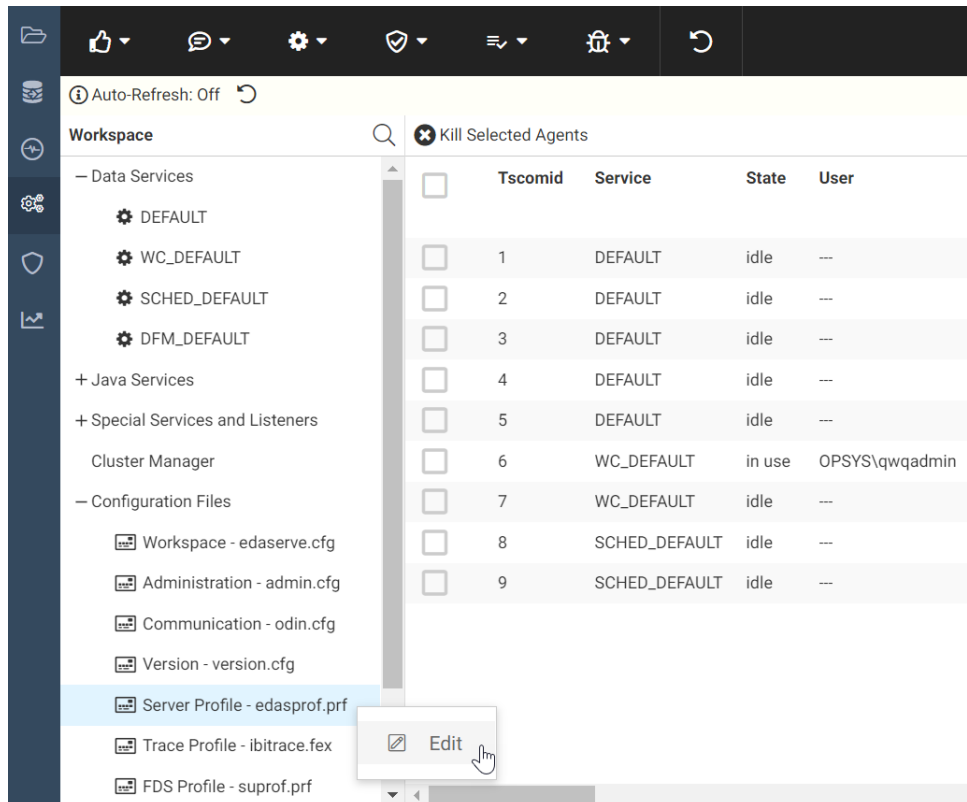 Auto-Refresh: Off
Workspace
Kill Selected Agents
– Data Services
DEFAULT
WC_DEFAULT
SCHED_DEFAULT
DFM_DEFAULT
+ Java Services
+ Special Services and Listeners
Cluster Manager
– Configuration Files
Workspace - edaserve.cfg
Administration - admin.cfg
Communication - odin.cfg
Version - version.cfg
Server Profile - edasprof.prf
Trace Profile - ibitrace.fex
FDS Profile - suprof.prf
Edit
Tscomid Service State User
1 DEFAULT idle ---
2 DEFAULT idle ---
3 DEFAULT idle ---
4 DEFAULT idle ---
5 DEFAULT idle ---
6 WC_DEFAULT in use OPSYS\qwqadmin
7 WC_DEFAULT idle ---
8 SCHED_DEFAULT idle ---
9 SCHED_DEFAULT idle ---